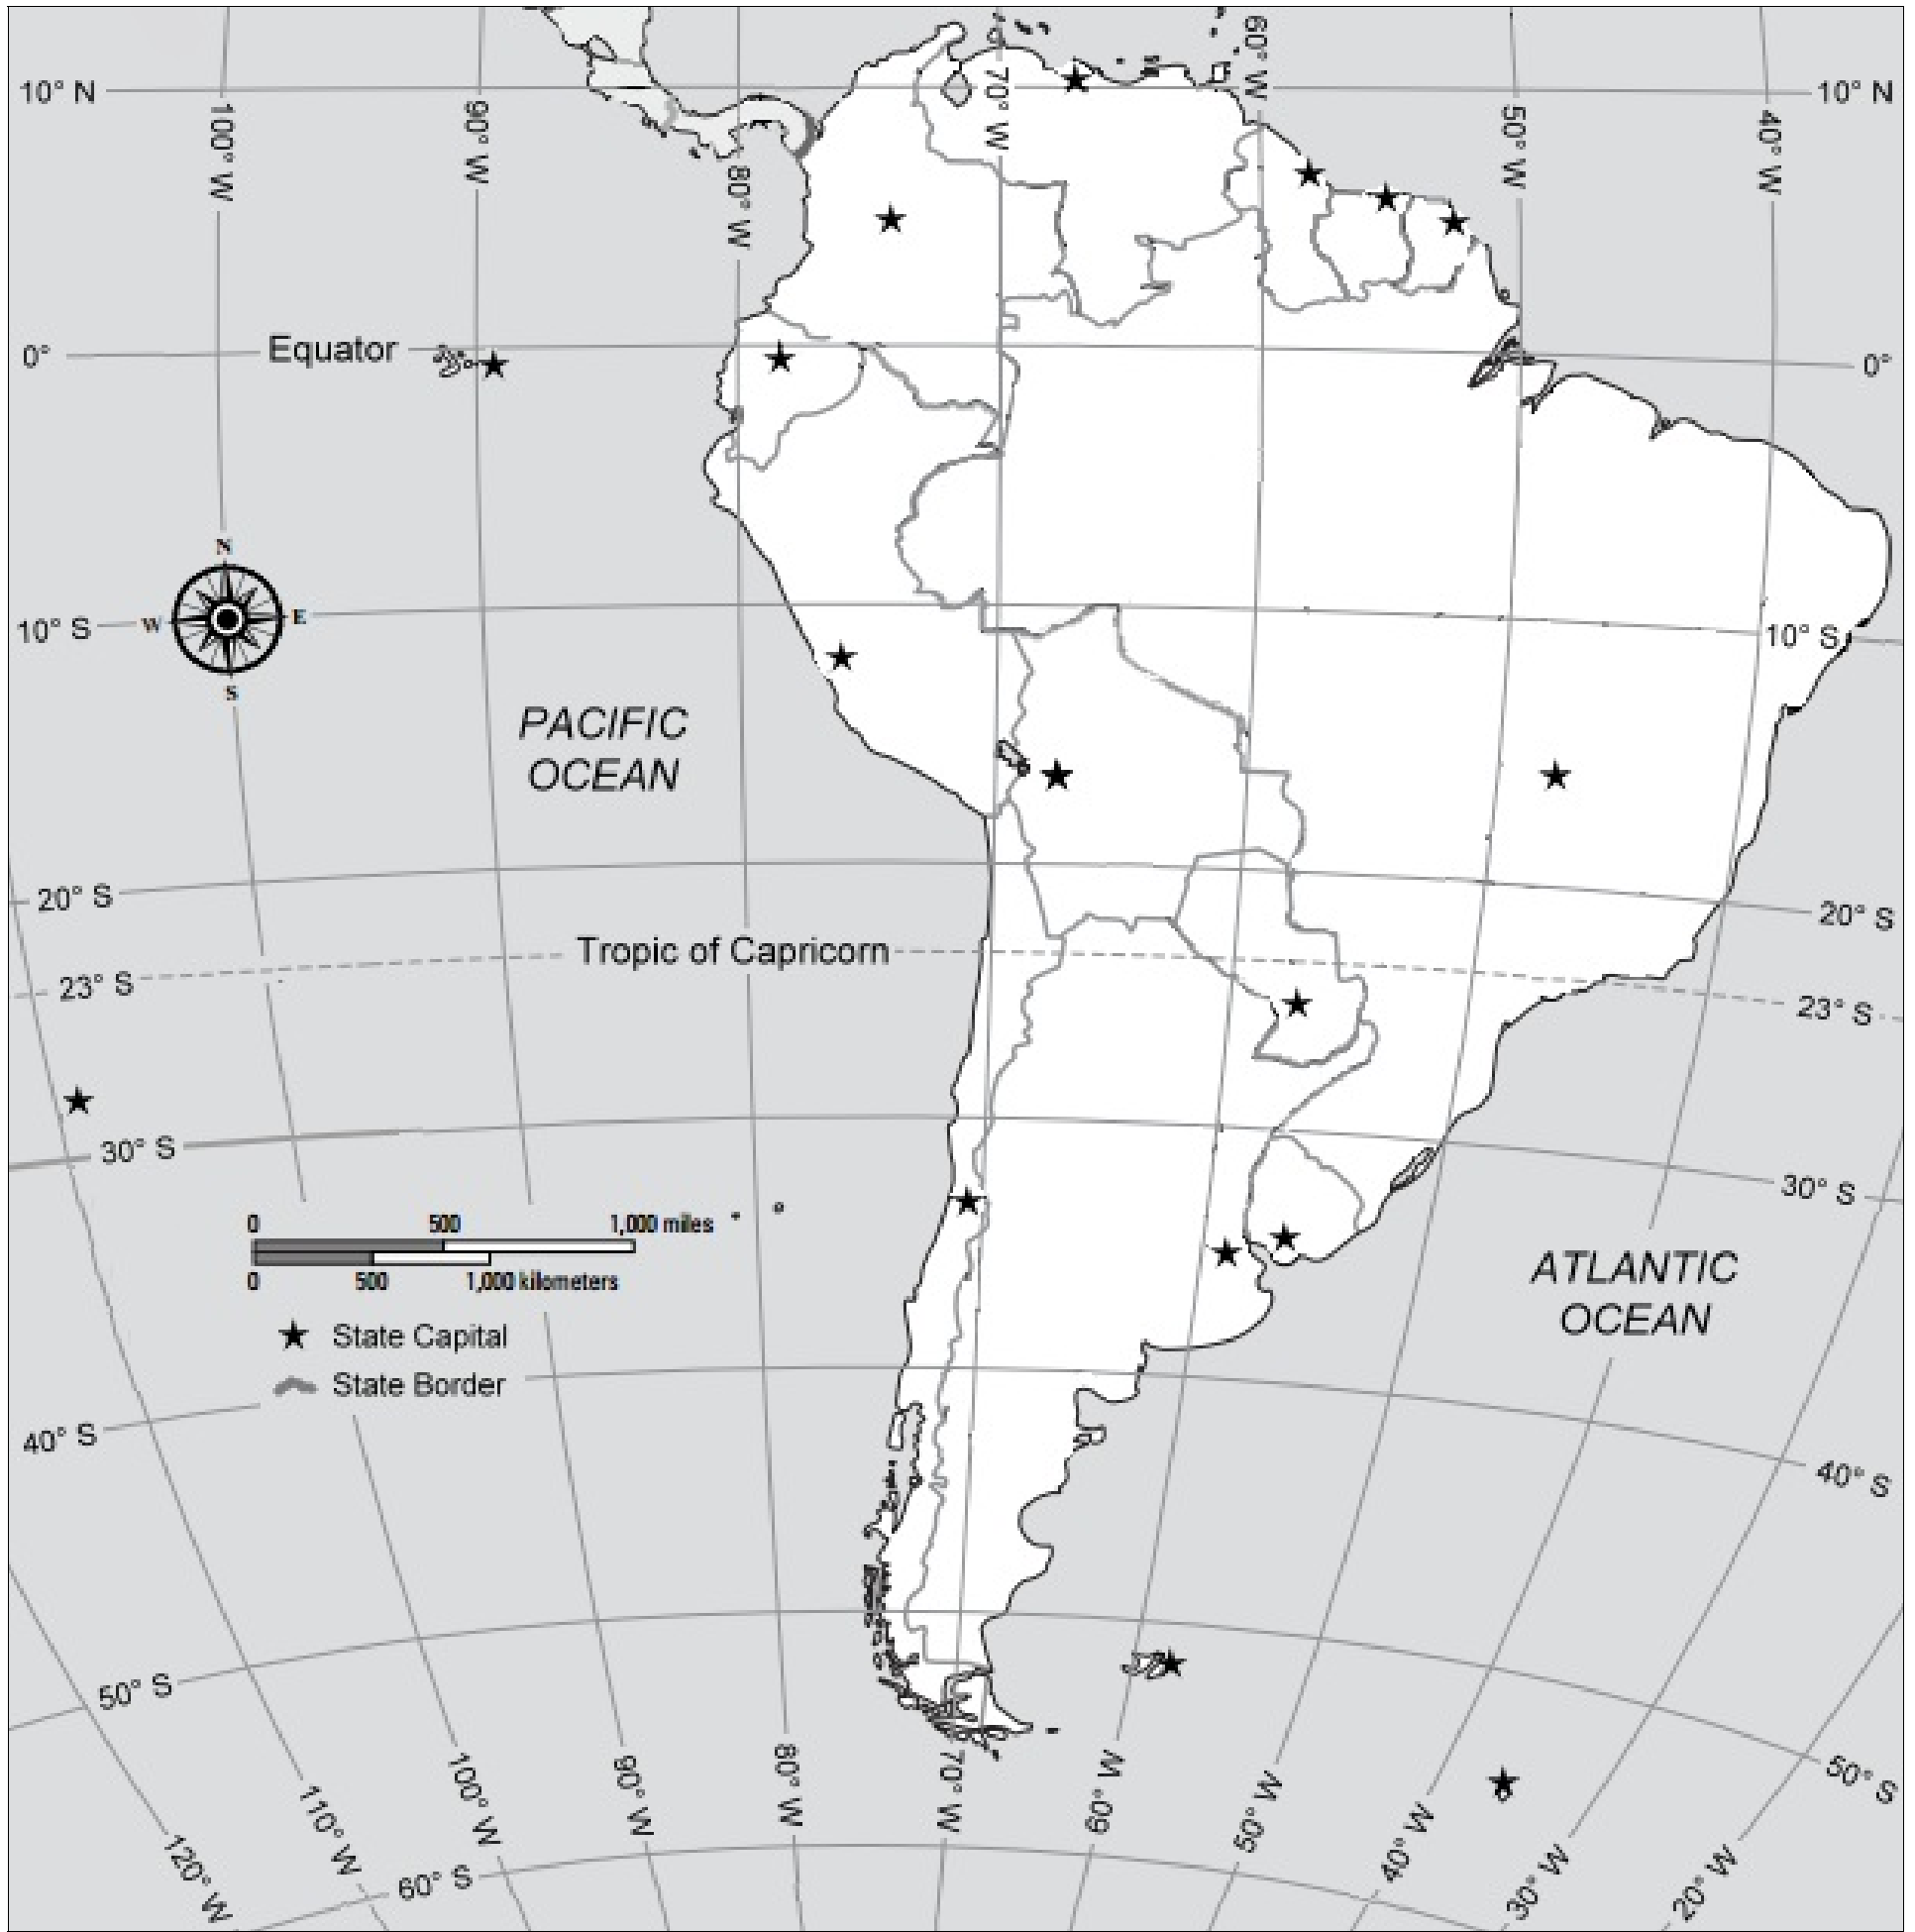 60° W
10° N
70° W
10° N
100° W
90° W
80° W
50° W
40° W
Equator
0°
0°
N
W
E
S
10° S
10° S
PACIFIC
OCEAN
20° S
20° S
Tropic of Capricorn
23° S
23° S
30° S
30° S
0 500 1,000 miles
0 500 1,000 kilometers
State Capital
State Border
ATLANTIC
OCEAN
40° S
40° S
50° S
50° S
120° W
110° W
100° W
90° W
80° W
70° W
60° W
50° W
40° W
30° W
20° W
60° S